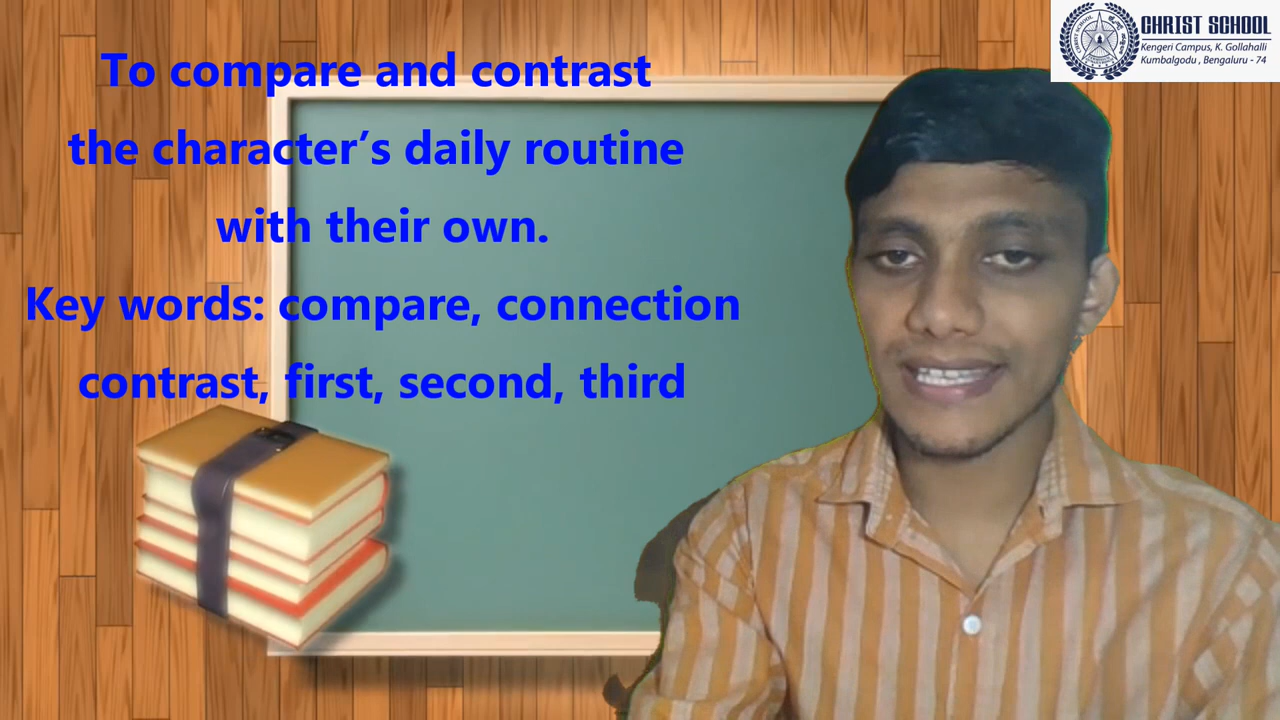 To compare and contrast
the character’s daily routine
with their own.
Key words: compare, connection
contrast, first, second, third
CHRIST SCHOOL
Kengeri Campus, K. Gollahalli
Kumbalgodu , Bengaluru - 74